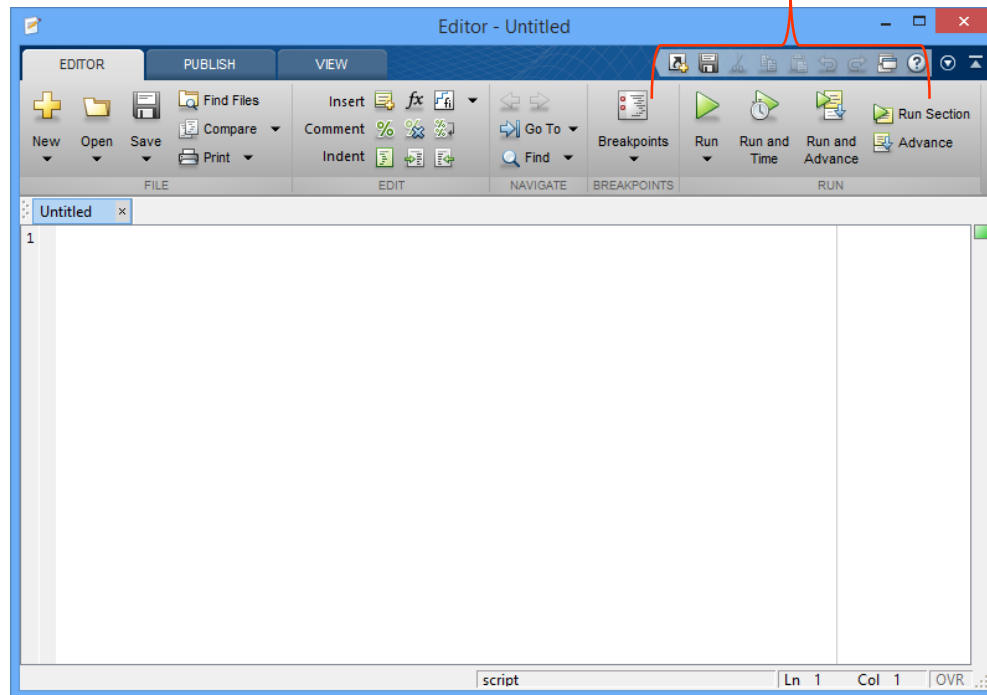 Editor - Untitled
EDITOR PUBLISH VIEW
New Open Save
Find Files
Compare
Print
FILE
Insert fx
Comment
Indent
EDIT
Go To
Find
NAVIGATE
Breakpoints
BREAKPOINTS
Run
Run and
Time
Run and
Advance
Run Section
Advance
RUN
Untitled ×
1
script Ln 1 Col 1 OVR